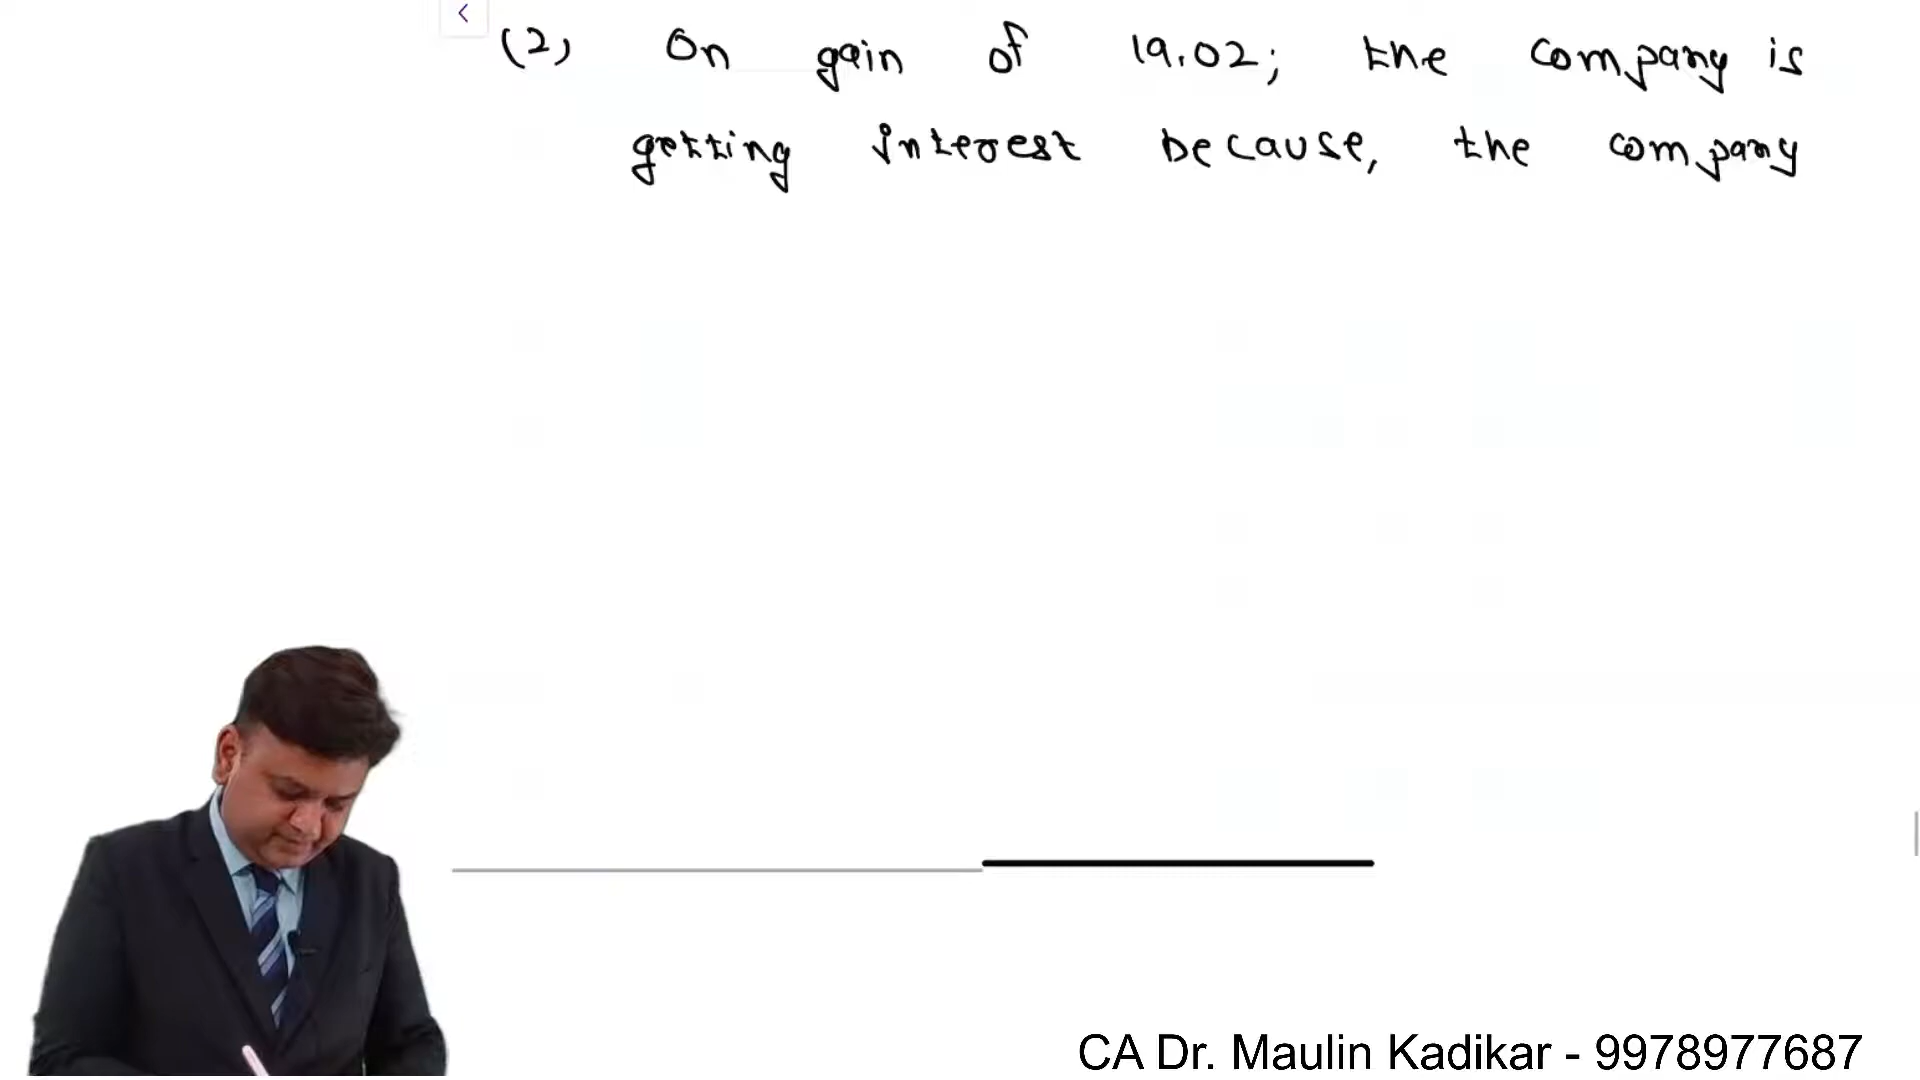 (2) On gain of 19.02; the company is
getting interest because, the company
CA Dr. Maulin Kadikar - 9978977687